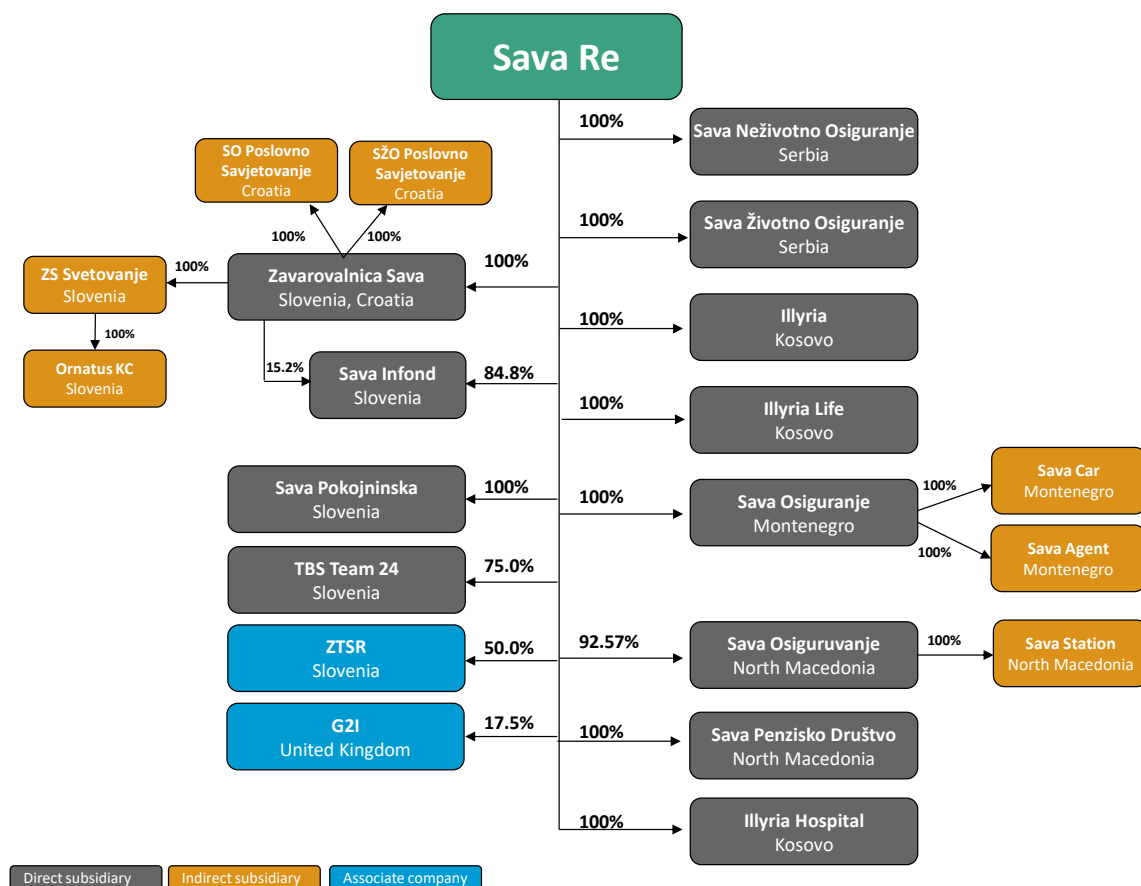 Sava Re
100%
Sava Neživotno Osiguranje
Serbia
SO Poslovno
Savjetovanje
Croatia
SŽO Poslovno
Savjetovanje
Croatia
100%
Sava Životno Osiguranje
Serbia
100%
100%
ZS Svetovanje
Slovenia
100%
Zavarovalnica Sava
Slovenia, Croatia
100%
100%
Illyria
Kosovo
100%
Ornatus KC
Slovenia
15.2%
Sava Infond
Slovenia
84.8%
100%
Illyria Life
Kosovo
Sava Pokojninska
Slovenia
100%
100%
Sava Osiguranje
Montenegro
100%
Sava Car
Montenegro
100%
Sava Agent
Montenegro
TBS Team 24
Slovenia
75.0%
ZTSR
Slovenia
50.0%
92.57%
Sava Osiguruvanje
North Macedonia
100%
Sava Station
North Macedonia
G2I
United Kingdom
17.5%
100%
Sava Penzisko Društvo
North Macedonia
100%
Illyria Hospital
Kosovo
Direct subsidiary
Indirect subsidiary
Associate company